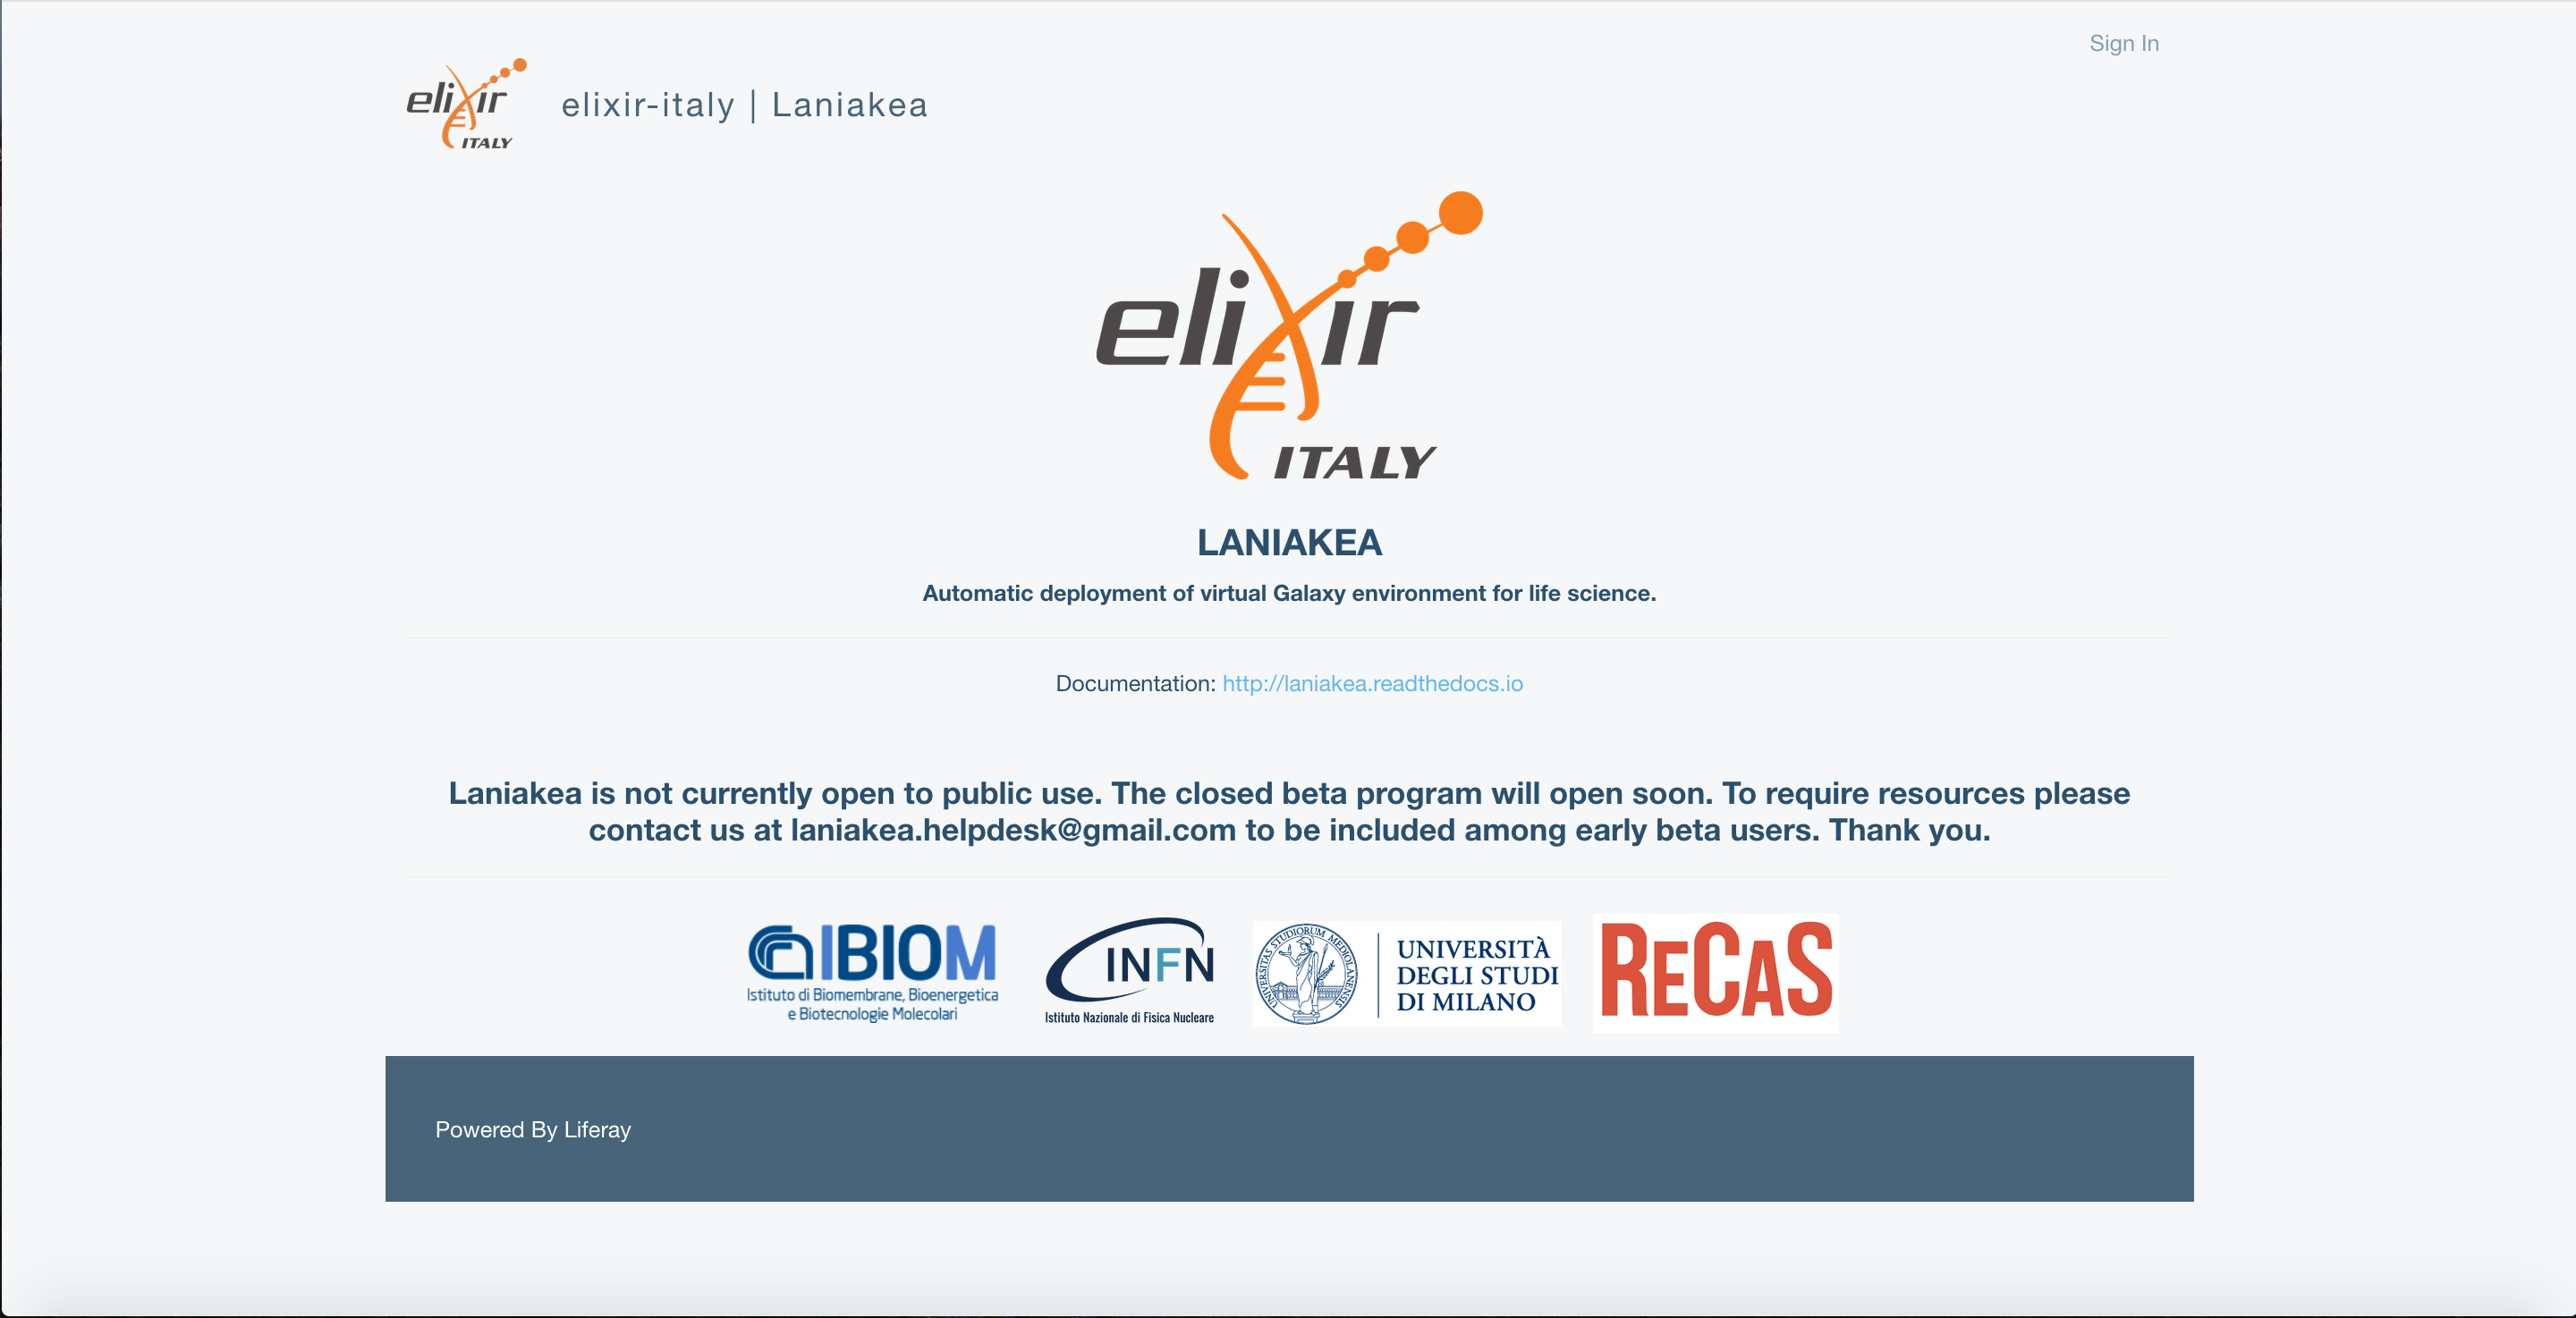 Sign In
elixir
ITALY
elixir-italy | Laniakea
elixir
ITALY
LANIAKEA
Automatic deployment of virtual Galaxy environment for life science.
Documentation: http://laniakea.readthedocs.io
Laniakea is not currently open to public use. The closed beta program will open soon. To require resources please
contact us at laniakea.helpdesk@gmail.com to be included among early beta users. Thank you.
IBIOM
Istituto di Biomembrane, Bioenergetica
e Biotecnologie Molecolari
INFN
Istituto Nazionale di Fisica Nucleare
UNIVERSITAS STUDIORUM MEDIOLANENSIS
UNIVERSITÀ
DEGLI STUDI
DI MILANO
RECAS
Powered By Liferay